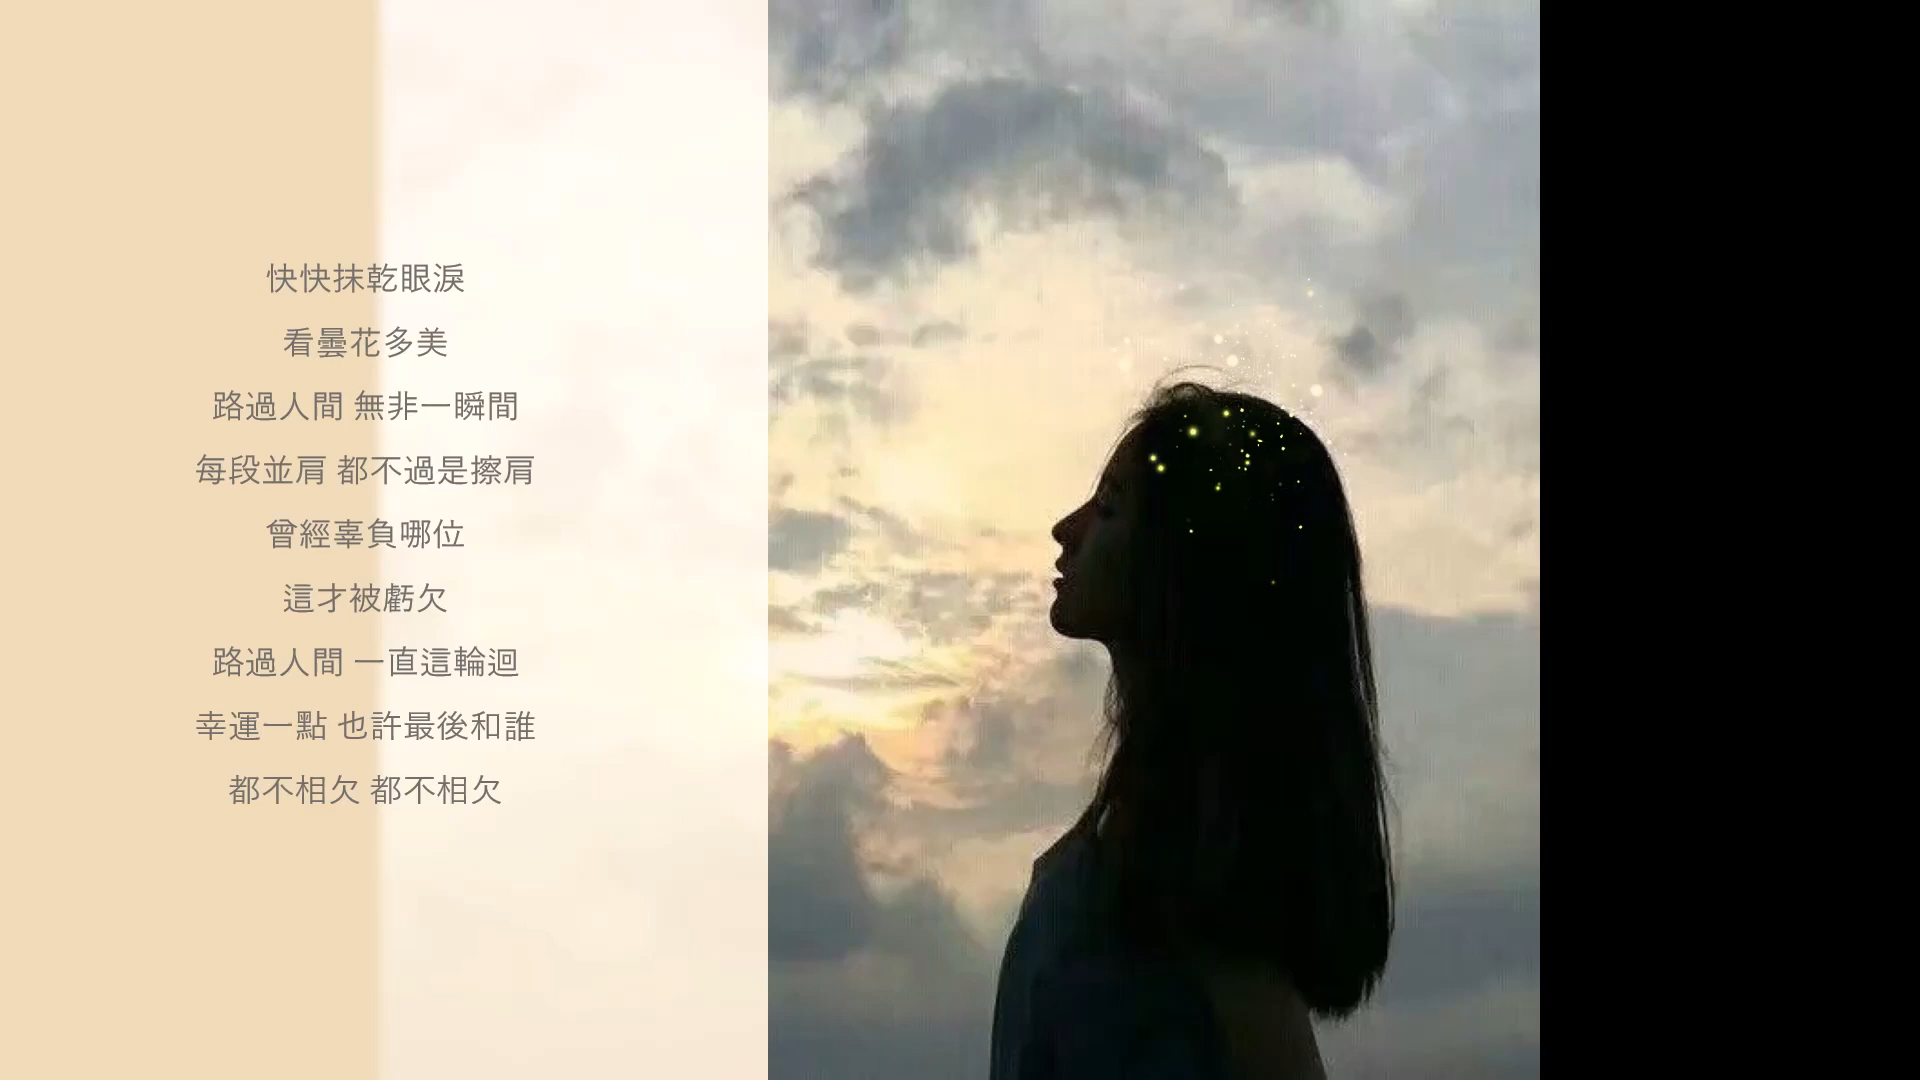 快快抹乾眼淚
看曇花多美
路過人間 無非一瞬間
每段並肩 都不過是擦肩
曾經辜負哪位
這才被虧欠
路過人間 一直這輪迴
幸運一點 也許最後和誰
都不相欠 都不相欠